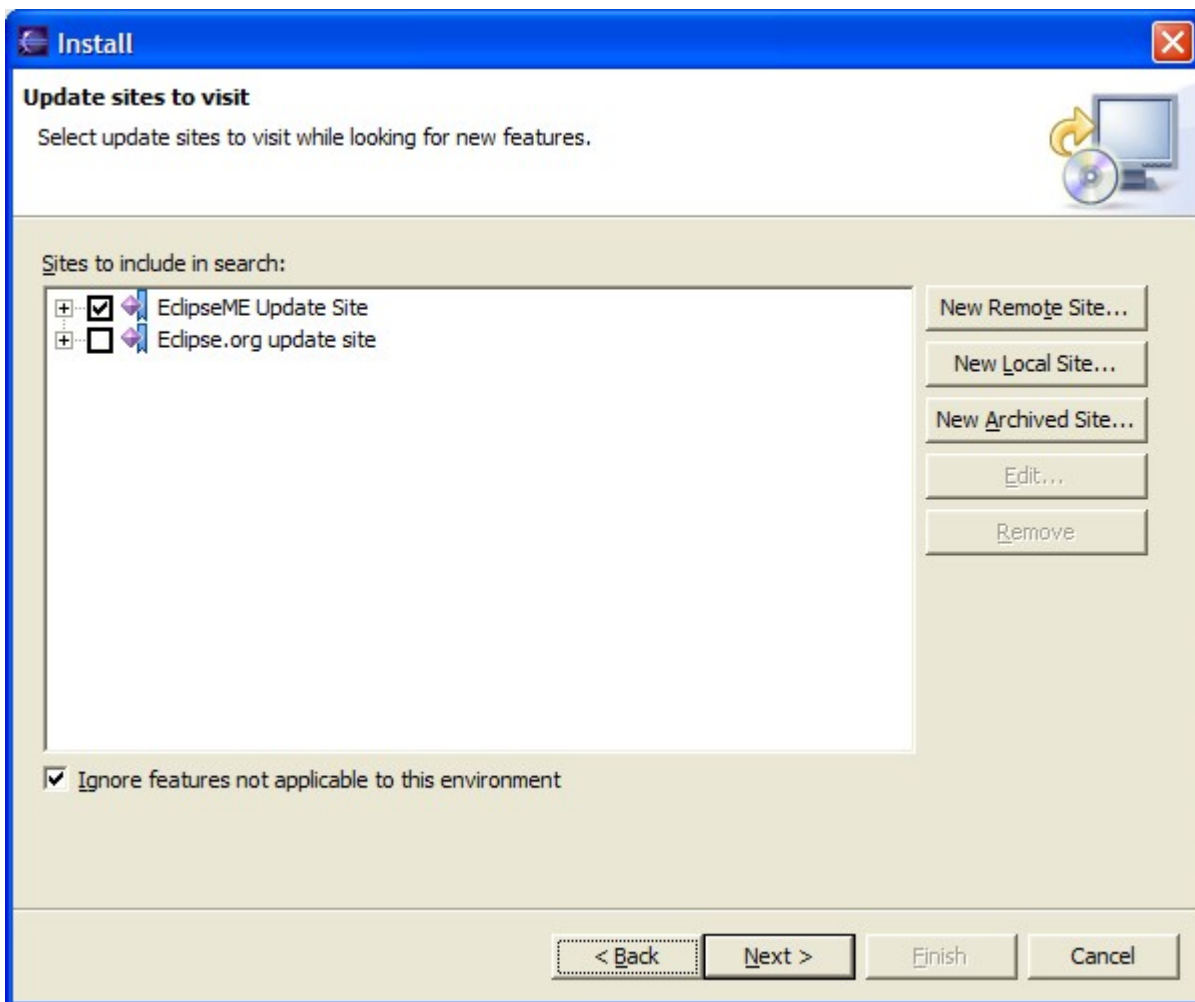 Install
Update sites to visit
Select update sites to visit while looking for new features.
Sites to include in search:
EclipseME Update Site
Eclipse.org update site
New Remote Site...
New Local Site...
New Archived Site...
Edit...
Remove
Ignore features not applicable to this environment
< Back
Next >
Finish
Cancel